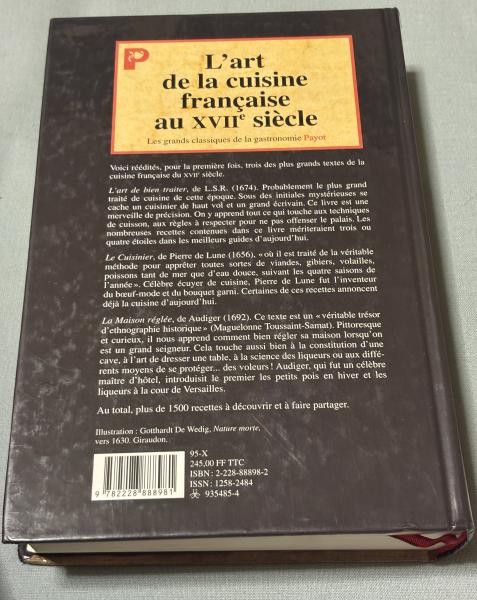 P
L'art
de la cuisine
française
au XVIIe siècle
Les grands classiques de la gastronomie Payot
Voici réédités, pour la première fois, trois des plus grands textes de la
cuisine française du XVIIe siècle.
L'art de bien traiter, de L.S.R. (1674). Probablement le plus grand
traité de cuisine de cette époque. Sous des initiales mystérieuses se
cache un cuisinier de haut vol et un grand écrivain. Ce livre est une
merveille de précision. On y apprend tout ce qui touche aux techniques
de cuisson, aux règles à respecter pour ne pas offenser le palais. Les
nombreuses recettes contenues dans ce livre mériteraient trois ou
quatre étoiles dans les meilleurs guides d'aujourd'hui.
Le Cuisinier, de Pierre de Lune (1656), « où il est traité de la véritable
méthode pour apprêter toutes sortes de viandes, gibiers, volailles,
poissons tant de mer que d'eau douce, suivant les quatre saisons de
l'année ». Célèbre écuyer de cuisine, Pierre de Lune fut l'inventeur
du bœuf-mode et du bouquet garni. Certaines de ces recettes annoncent
déjà la cuisine d'aujourd'hui.
La Maison réglée, de Audiger (1692). Ce texte est un « véritable trésor
d'ethnographie historique » (Maguelonne Toussaint-Samat). Pittoresque
et curieux, il nous apprend comment bien régler sa maison lorsqu'on
est un grand seigneur. Cela touche aussi bien à la constitution d'une
cave, à l'art de dresser une table, à la science des liqueurs ou aux diffé-
rents moyens de se protéger... des voleurs ! Audiger, qui fut un célèbre
maître d'hôtel, introduisit le premier les petits pois en hiver et les
liqueurs à la cour de Versailles.
Au total, plus de 1500 recettes à découvrir et à faire partager.
Illustration : Gotthardt De Wedig, Nature morte,
vers 1630. Giraudon.
95-X
245,00 FF TTC
ISBN : 2-228-88898-2
ISSN : 1258-2484
935485-4
9 782228 888981